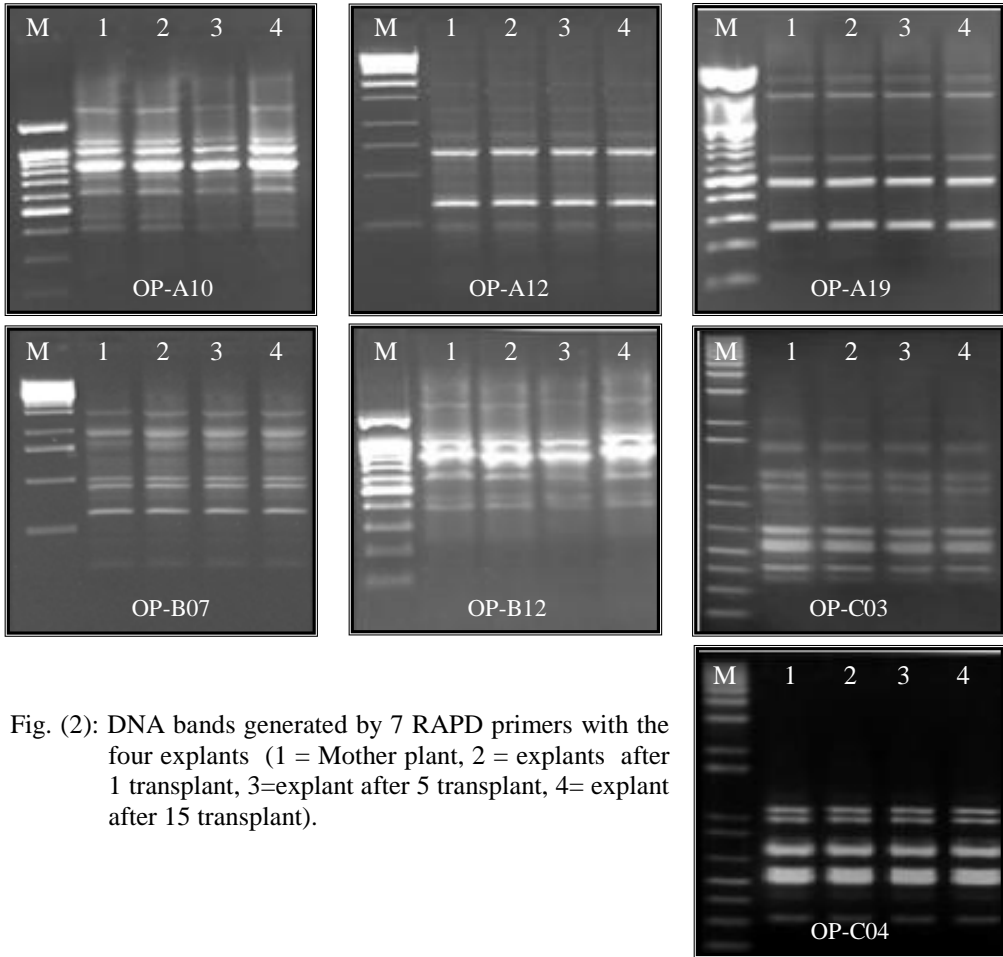 M 1 2 3 4
OP-A10
M 1 2 3 4
OP-A12
M 1 2 3 4
OP-A19
M 1 2 3 4
OP-B07
M 1 2 3 4
OP-B12
M 1 2 3 4
OP-C03
M 1 2 3 4
OP-C04
Fig. (2): DNA bands generated by 7 RAPD primers with the
four explants (1 = Mother plant, 2 = explants after
1 transplant, 3=explant after 5 transplant, 4= explant
after 15 transplant).